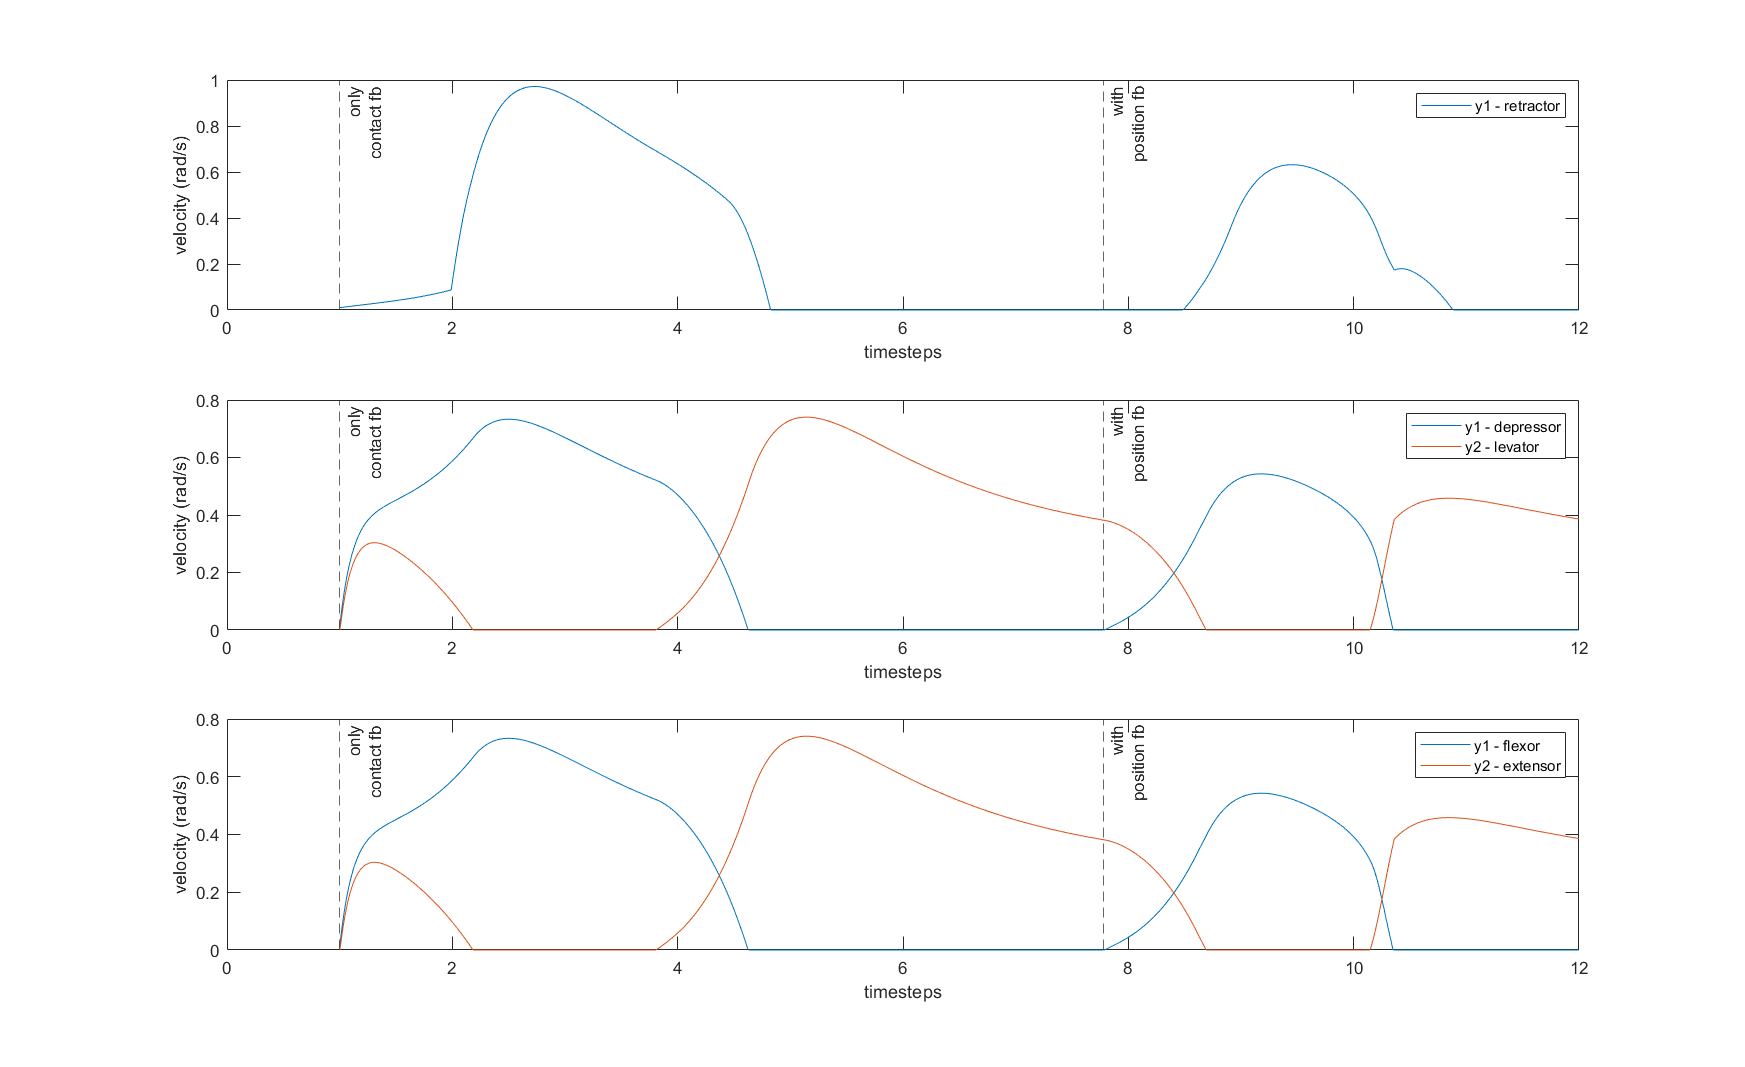 only
contact fb
with
position fb
y1 - retractor
velocity (rad/s)
1
0.8
0.6
0.4
0.2
0
0 2 4 6 8 10 12
timesteps
only
contact fb
with
position fb
y1 - depressor
y2 - levator
velocity (rad/s)
0.8
0.6
0.4
0.2
0
0 2 4 6 8 10 12
timesteps
only
contact fb
with
position fb
y1 - flexor
y2 - extensor
velocity (rad/s)
0.8
0.6
0.4
0.2
0
0 2 4 6 8 10 12
timesteps